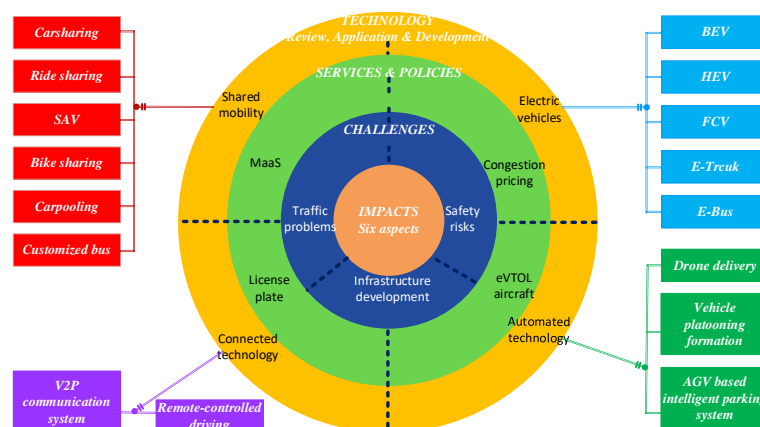 Carsharing
Ride sharing
SAV
Bike sharing
Carpooling
Customized bus
TECHNOLOGY
Review, Application & Development
SERVICES & POLICIES
CHALLENGES
IMPACTS
Six aspects
Shared
mobility
Electric
vehicles
MaaS
Congestion
pricing
Traffic
problems
Safety
risks
Infrastructure
development
License
plate
eVTOL
aircraft
Connected
technology
Automated
technology
BEV
HEV
FCV
E-Trcuk
E-Bus
Drone delivery
Vehicle
platooning
formation
AGV based
intelligent parking
system
V2P
communication
system
Remote-controlled
driving